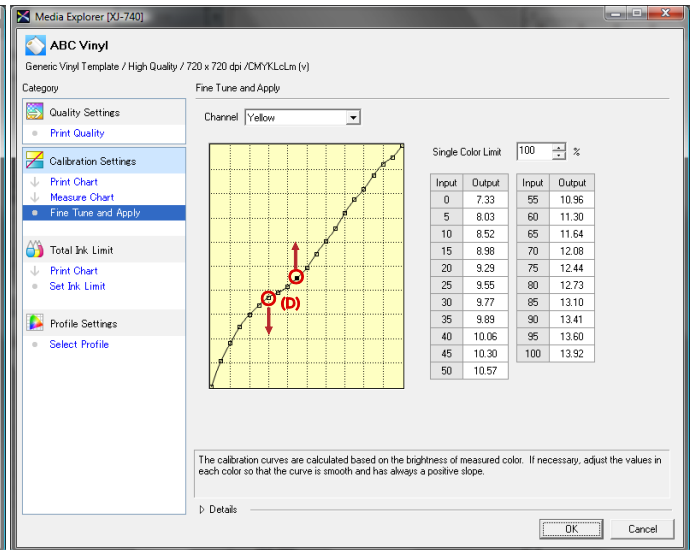 Media Explorer [XJ-740]
ABC Vinyl
Generic Vinyl Template / High Quality / 720 x 720 dpi /CMYKLcLm (v)
Category
Quality Settings
Print Quality
Calibration Settings
Print Chart
Measure Chart
Fine Tune and Apply
Total Ink Limit
Print Chart
Set Ink Limit
Profile Settings
Select Profile
Fine Tune and Apply
Channel Yellow
(D)
Single Color Limit 100 %
Input Output Input Output
0 7.33 55 10.96
5 8.03 60 11.30
10 8.52 65 11.64
15 8.98 70 12.08
20 9.29 75 12.44
25 9.55 80 12.73
30 9.77 85 13.10
35 9.89 90 13.41
40 10.06 95 13.60
45 10.30 100 13.92
50 10.57
The calibration curves are calculated based on the brightness of measured color. If necessary, adjust the values in
each color so that the curve is smooth and has always a positive slope.
Details
OK Cancel